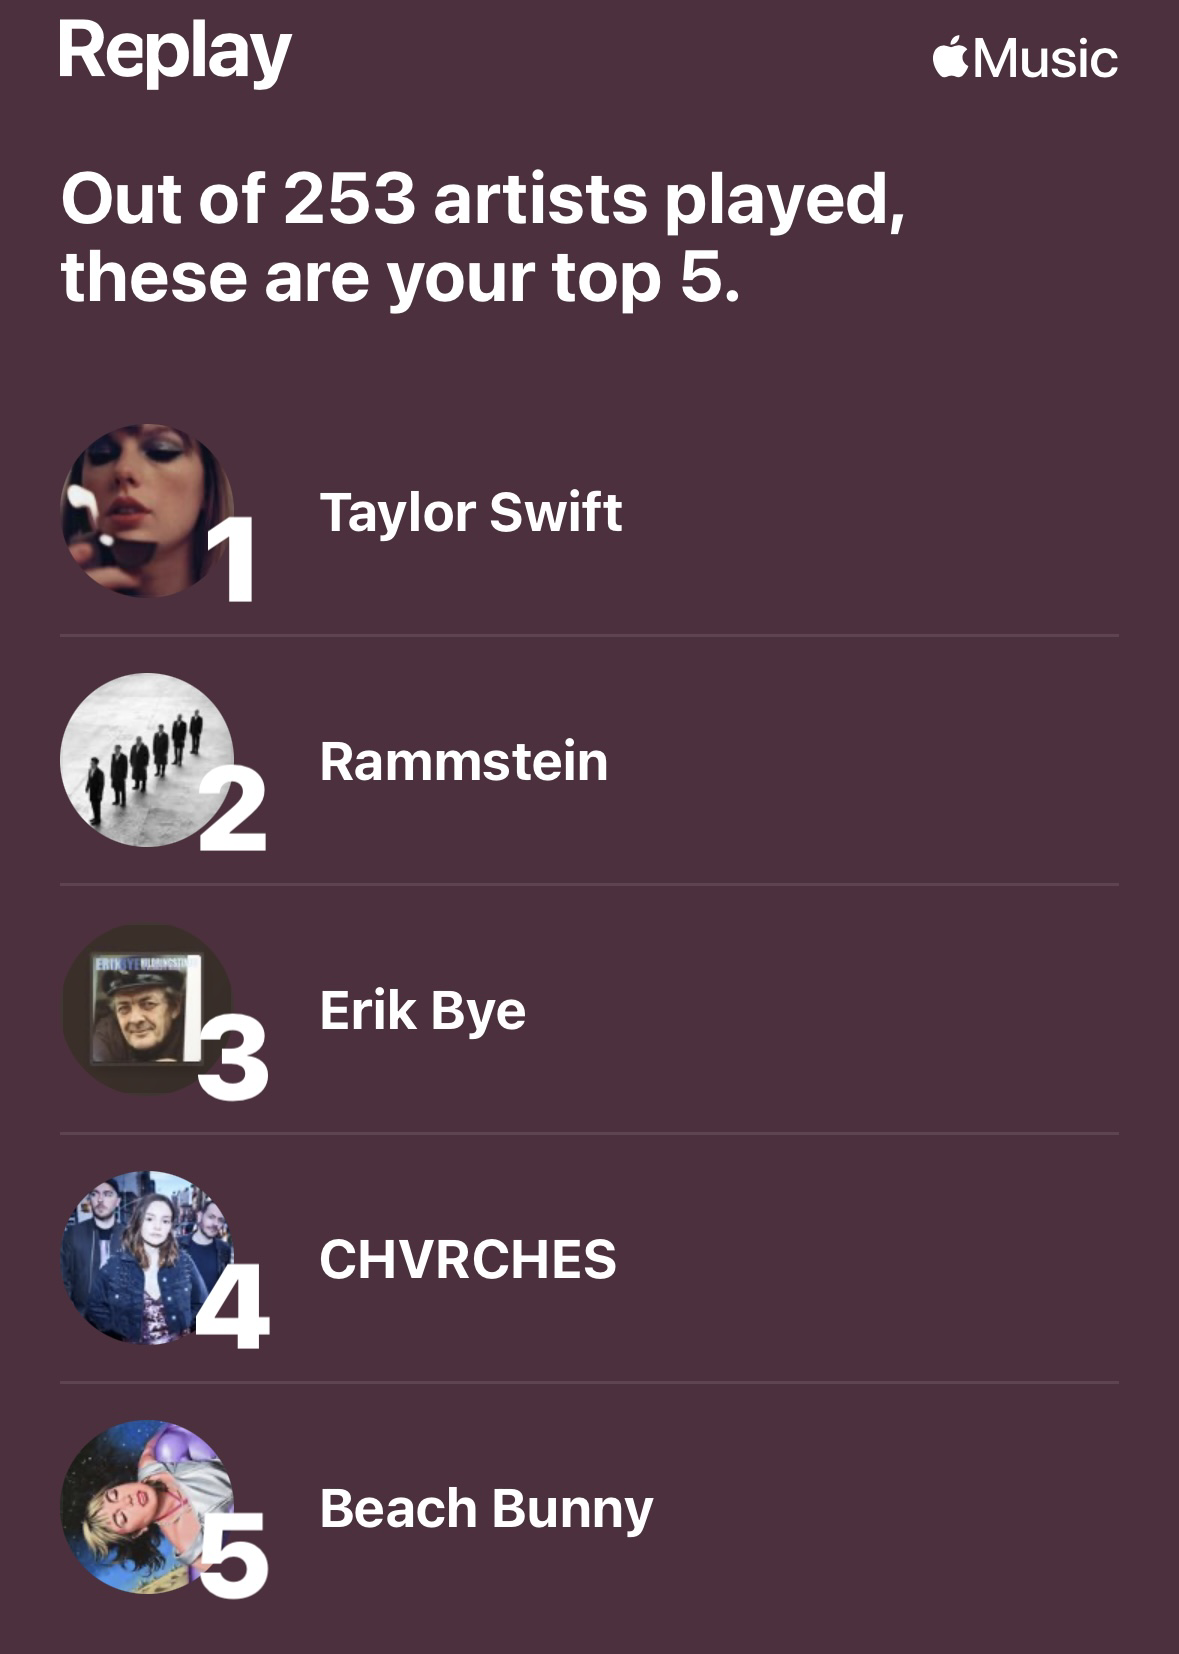 Replay
Music
Out of 253 artists played,
these are your top 5.
1
Taylor Swift
2
Rammstein
ERIK BYE HILDRINGSTIMEN
3
Erik Bye
4
CHVRCHES
5
Beach Bunny